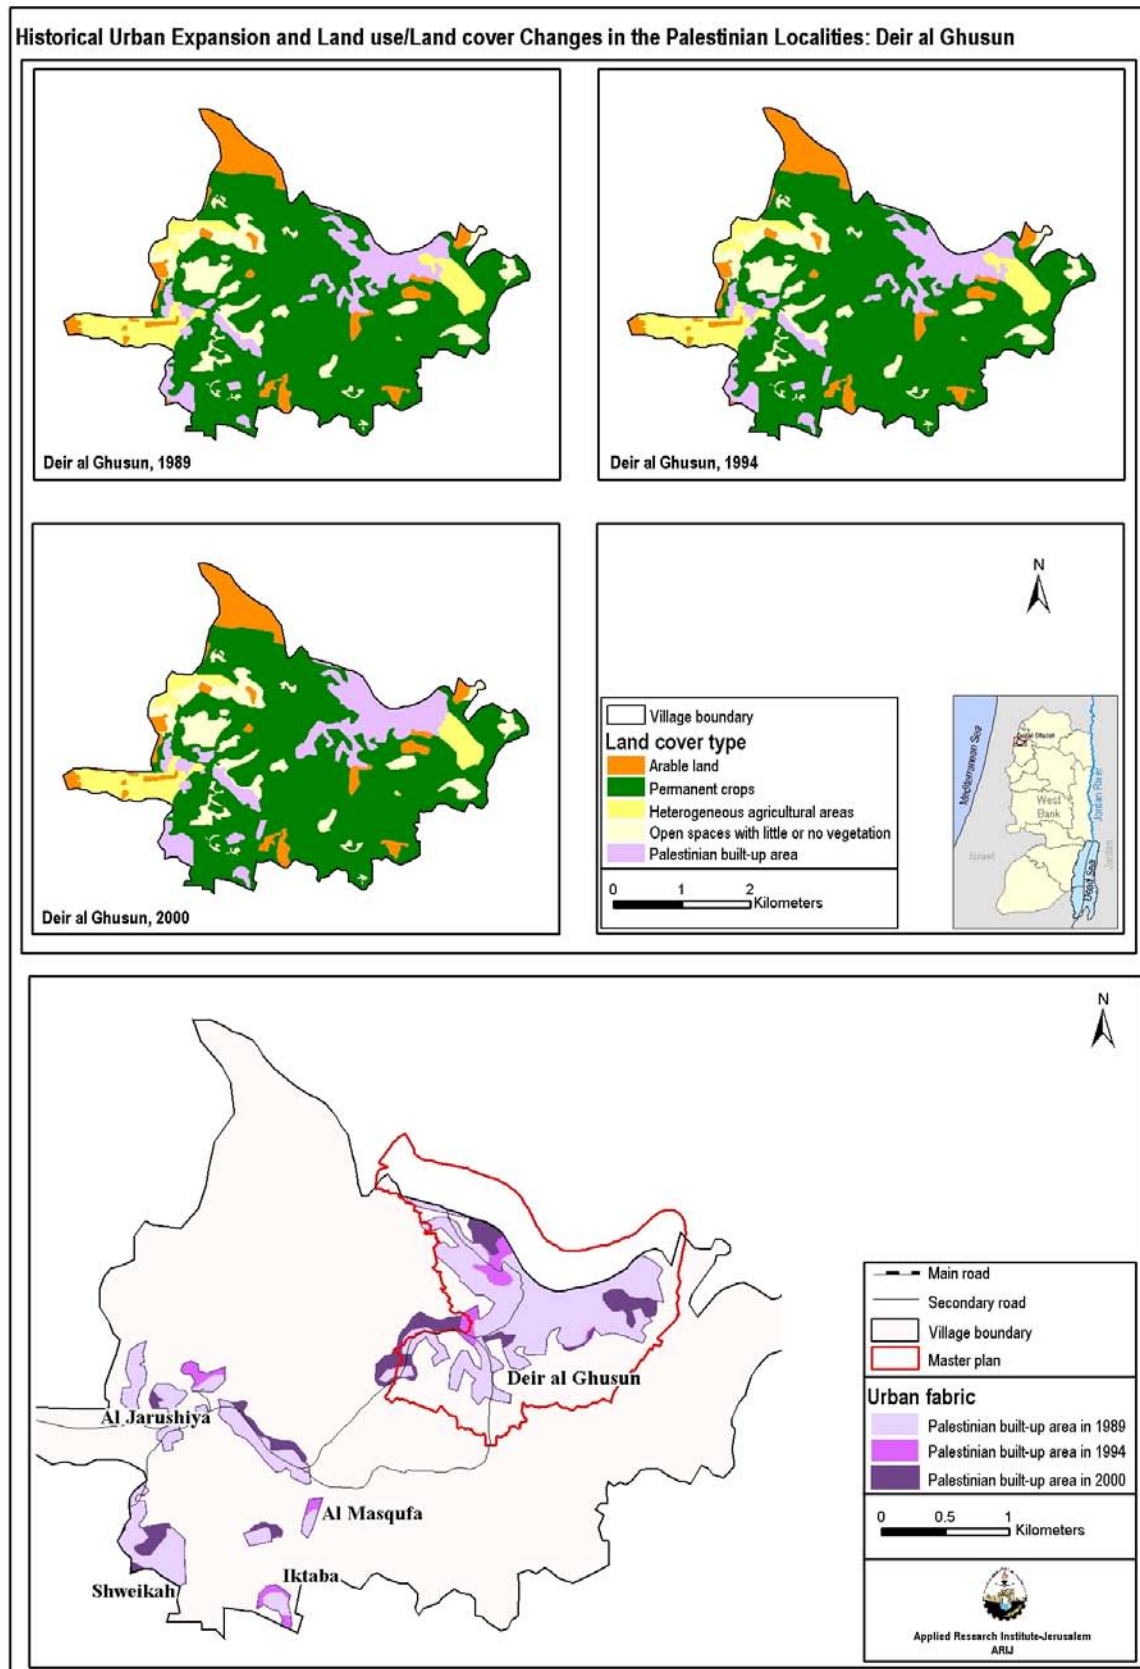 Historical Urban Expansion and Land use/Land cover Changes in the Palestinian Localities: Deir al Ghusun
Deir al Ghusun, 1989
Deir al Ghusun, 1994
Deir al Ghusun, 2000
N
Village boundary
Land cover type
Arable land
Permanent crops
Heterogeneous agricultural areas
Open spaces with little or no vegetation
Palestinian built-up area
0 1 2
Kilometers
Mediterranean Sea
Ghusun
West
Bank
Jordan River
Israel
Jordan
Dead Sea
N
Deir al Ghusun
Al Jarushiya
Al Masqufa
Iktaba
Shweikah
Main road
Secondary road
Village boundary
Master plan
Urban fabric
Palestinian built-up area in 1989
Palestinian built-up area in 1994
Palestinian built-up area in 2000
0 0.5 1
Kilometers
Applied Research Institute-Jerusalem
ARIJ